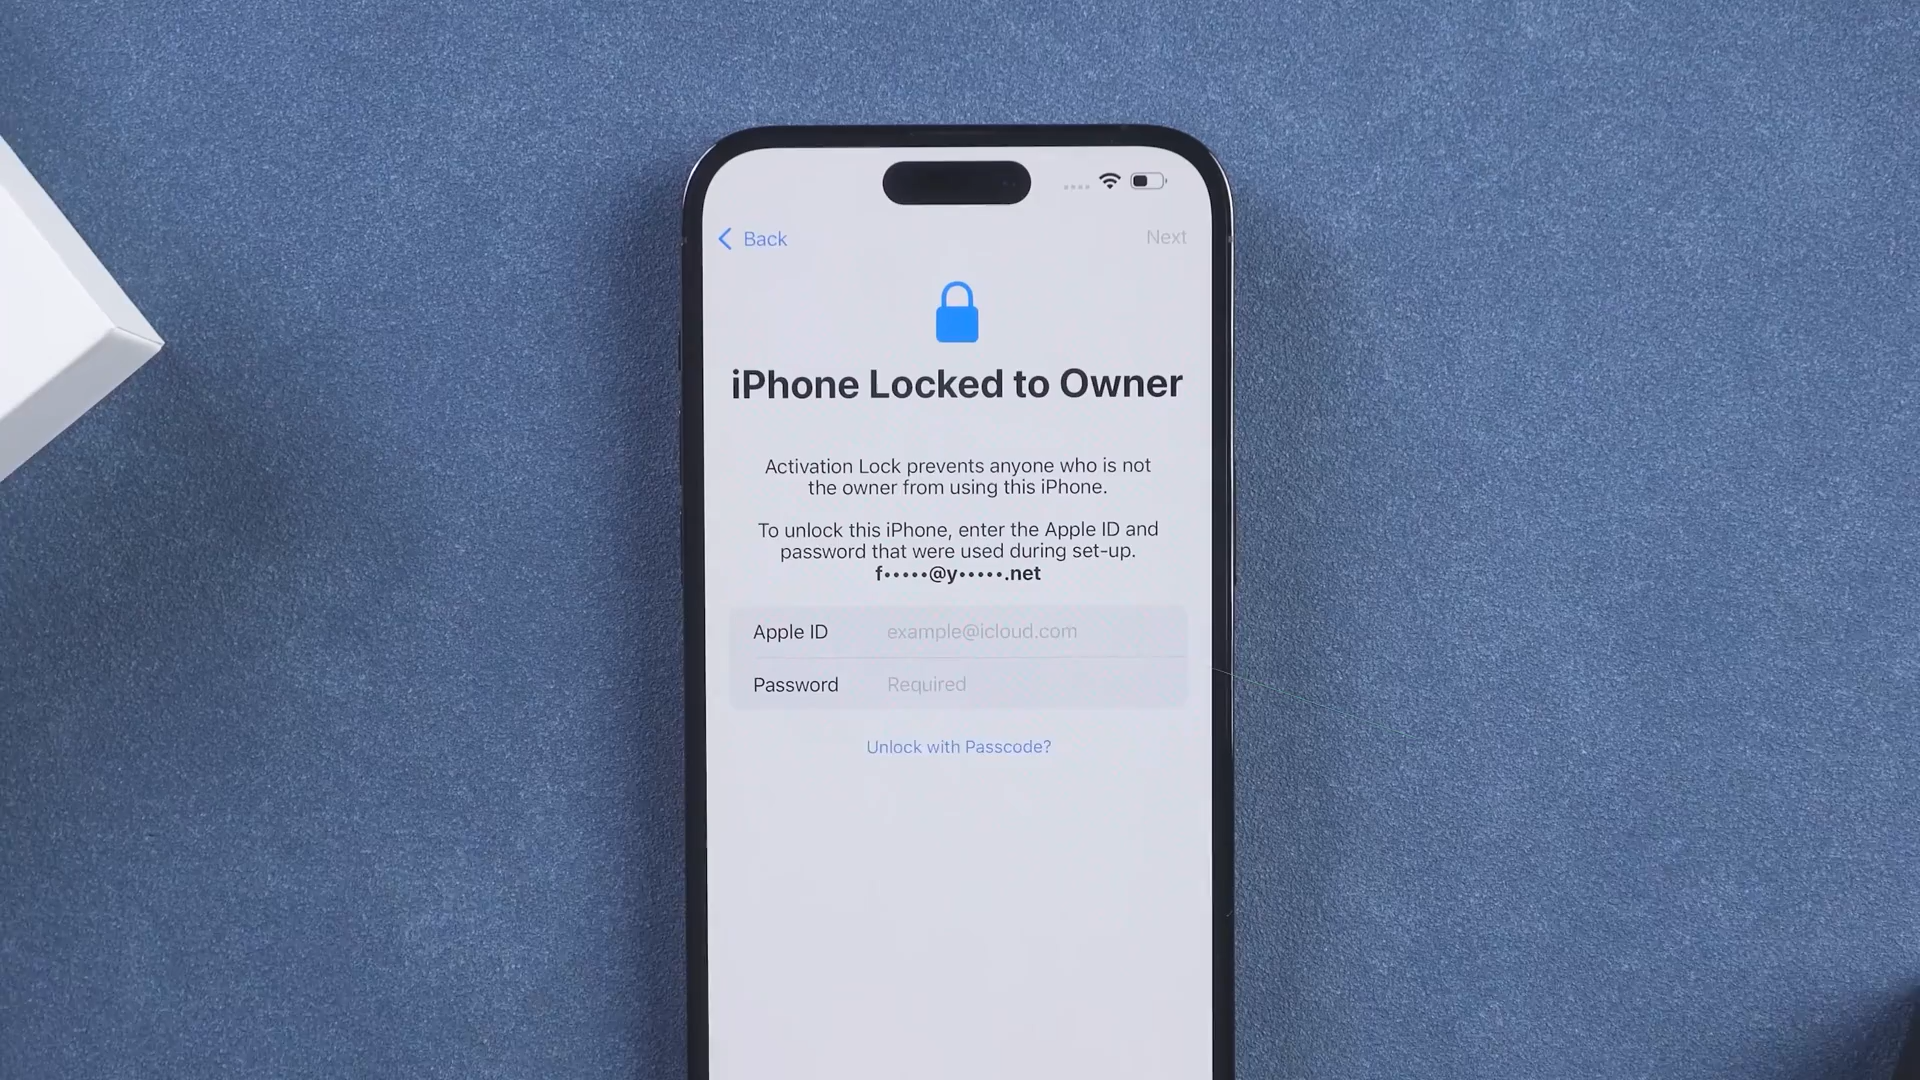 Back
Next
iPhone Locked to Owner
Activation Lock prevents anyone who is not
the owner from using this iPhone.
To unlock this iPhone, enter the Apple ID and
password that were used during set-up.
f•••••@y•••••.net
Apple ID example@icloud.com
Password Required
Unlock with Passcode?